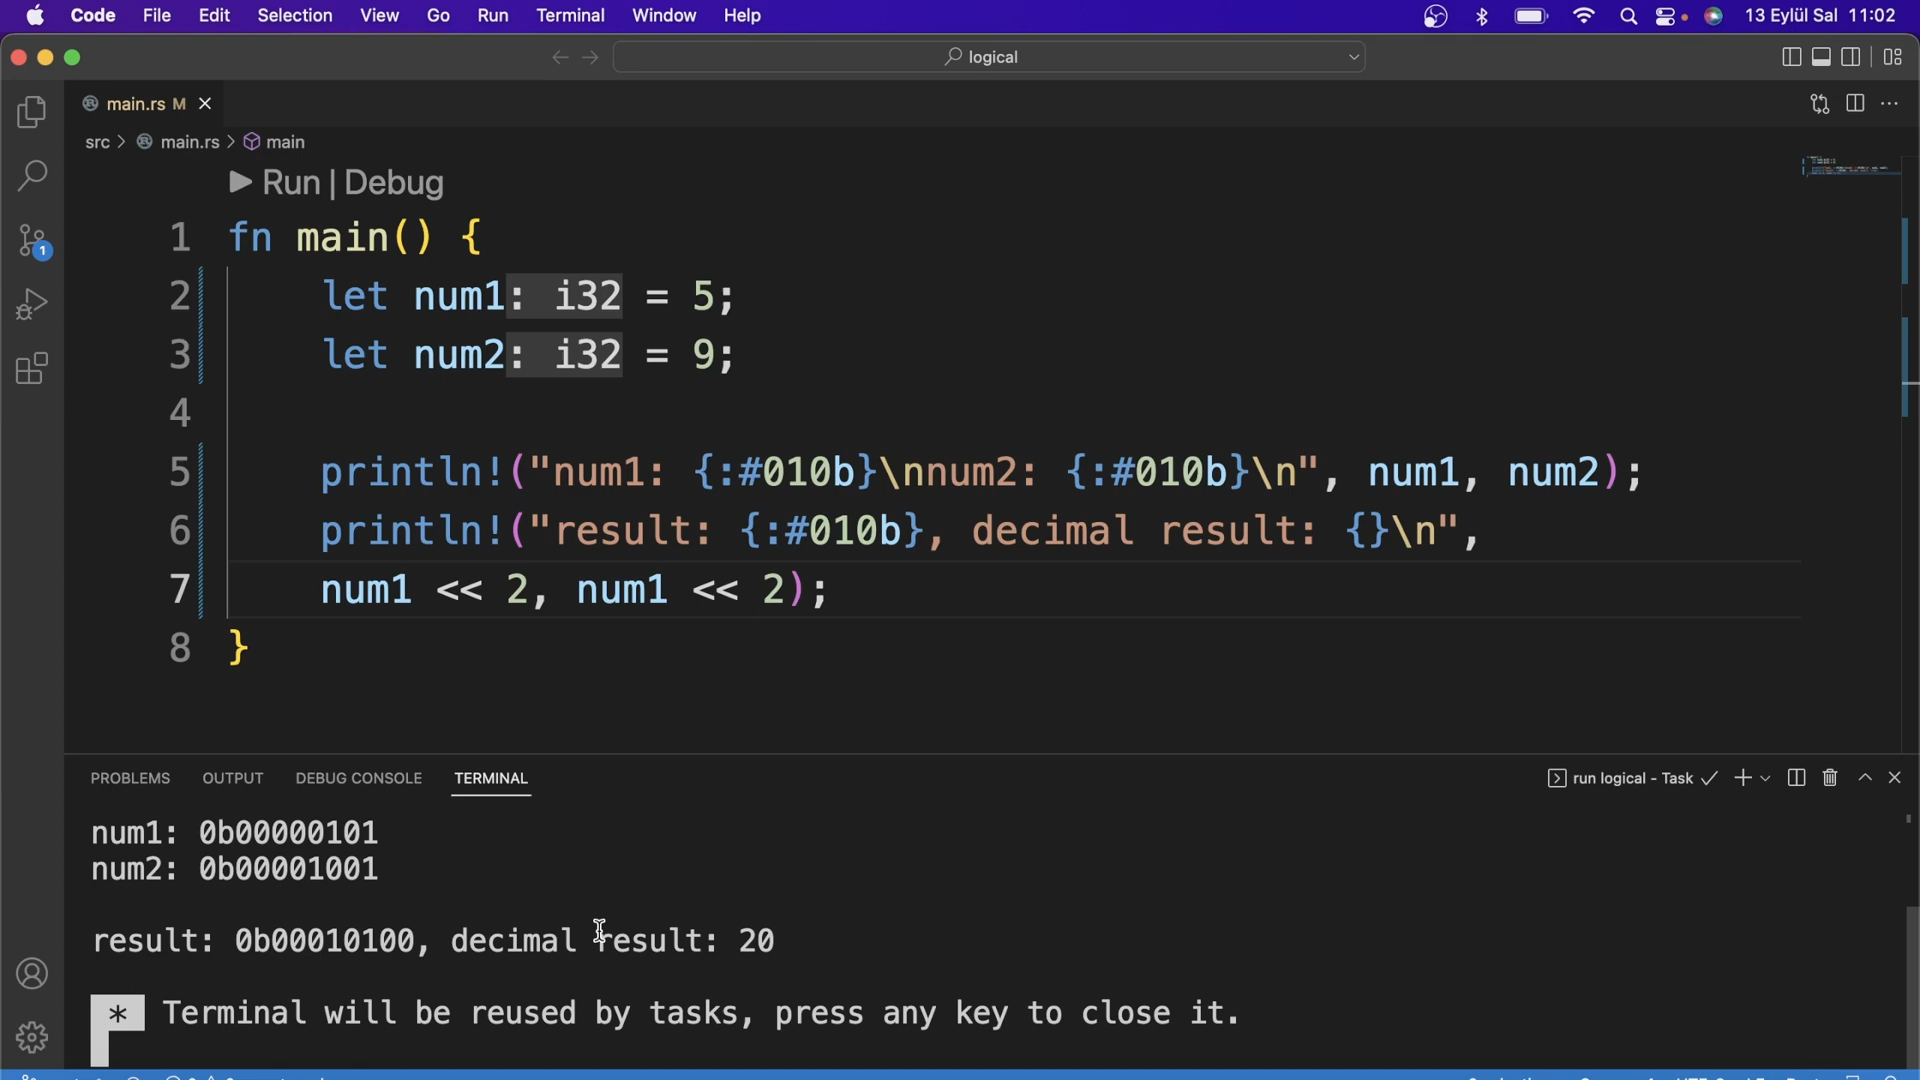 Code File Edit Selection View Go Run Terminal Window Help 13 Eylül Sal 11:02
logical
main.rs M
src > main.rs > main
Run | Debug
1 fn main() {
2 let num1: i32 = 5;
3 let num2: i32 = 9;
4
5 println!("num1: {:#010b}\nnum2: {:#010b}\n", num1, num2);
6 println!("result: {:#010b}, decimal result: {}\n",
7 num1 << 2, num1 << 2);
8 }
1
PROBLEMS OUTPUT DEBUG CONSOLE TERMINAL run logical - Task
num1: 0b00000101
num2: 0b00001001
result: 0b00010100, decimal result: 20
* Terminal will be reused by tasks, press any key to close it.